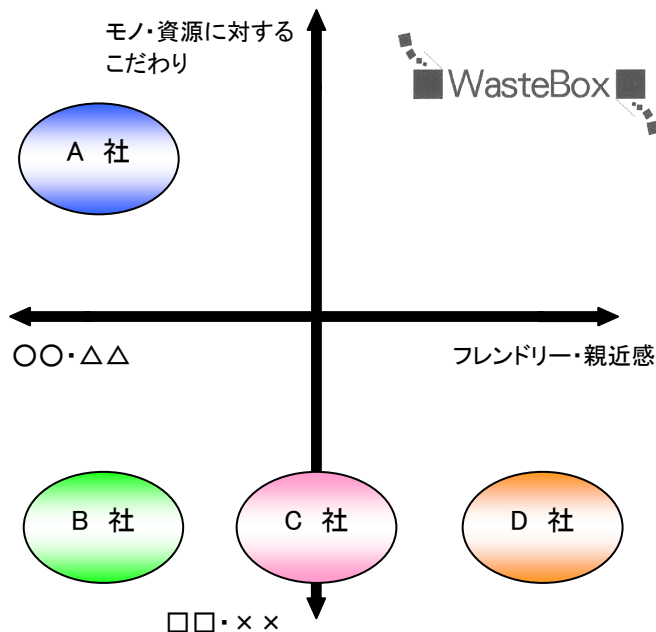 モノ・資源に対する
こだわり
WasteBox
A 社
○○・△△
フレンドリー・親近感
B 社
C 社
D 社
□□・××